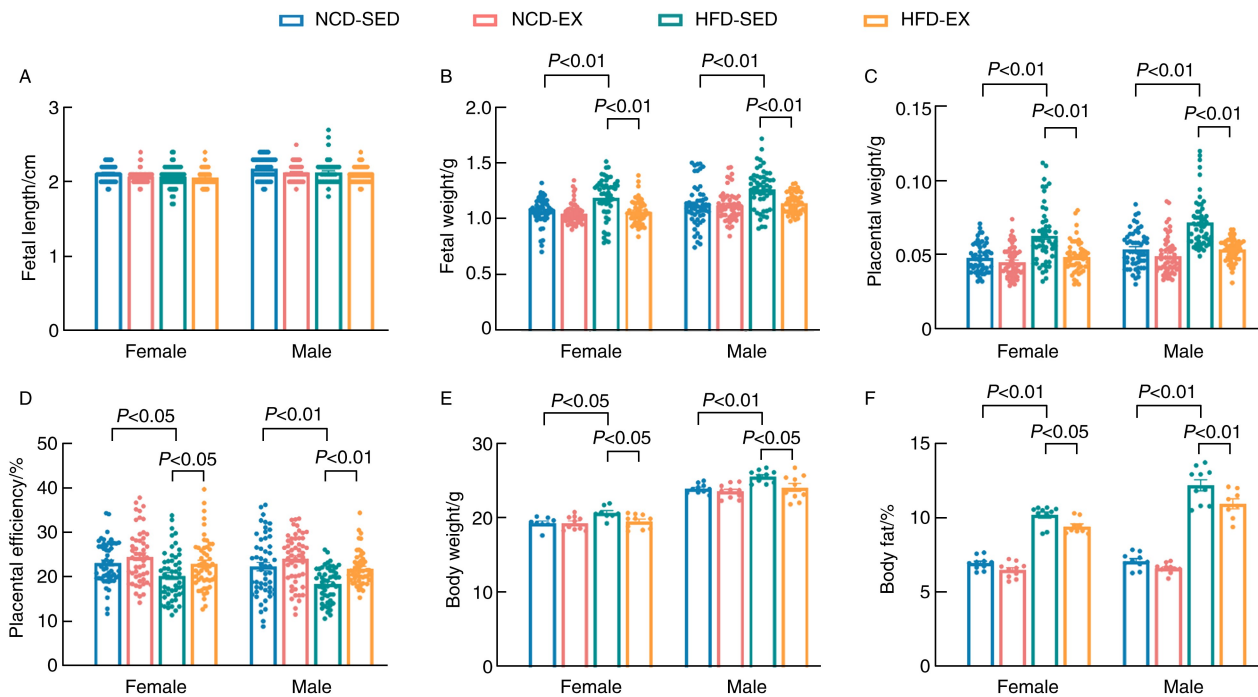 NCD-SED NCD-EX HFD-SED HFD-EX
A
Fetal length/cm
3
2
1
0
Female Male
B
Fetal weight/g
P<0.01 P<0.01
P<0.01 P<0.01
2.0
1.5
1.0
0.5
0
Female Male
C
Placental weight/g
P<0.01 P<0.01
P<0.01 P<0.01
0.15
0.10
0.05
0
Female Male
D
Placental efficiency/%
P<0.05 P<0.01
P<0.05 P<0.01
50
40
30
20
10
0
Female Male
E
Body weight/g
P<0.05 P<0.01
P<0.05 P<0.05
30
20
10
0
Female Male
F
Body fat/%
P<0.01 P<0.01
P<0.05 P<0.01
15
10
5
0
Female Male